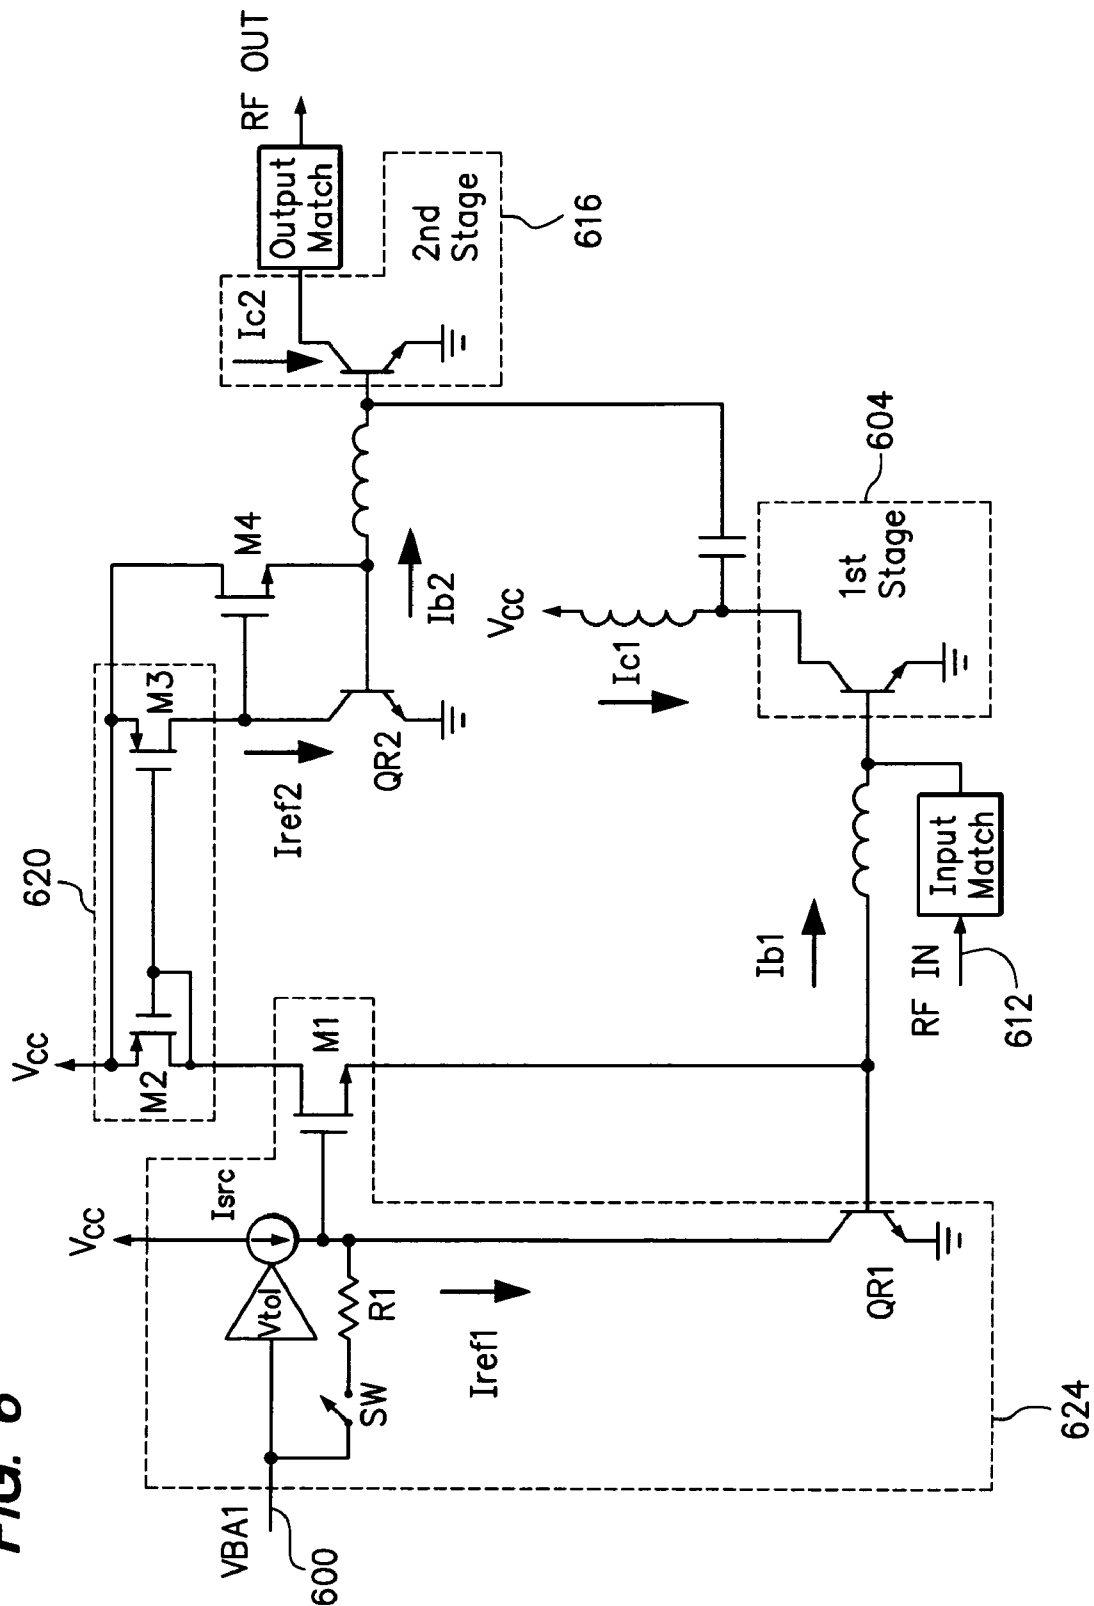 FIG. 6
VBA1
600
Vcc
Isrc
Vtol
SW
R1
Iref1
QR1
624
Vcc
M2
M1
620
M3
Iref2
QR2
M4
Ib2
Ib1
RF IN
612
Input
Match
Vcc
Ic1
1st
Stage
604
Ic2
2nd
Stage
616
Output
Match
RF OUT